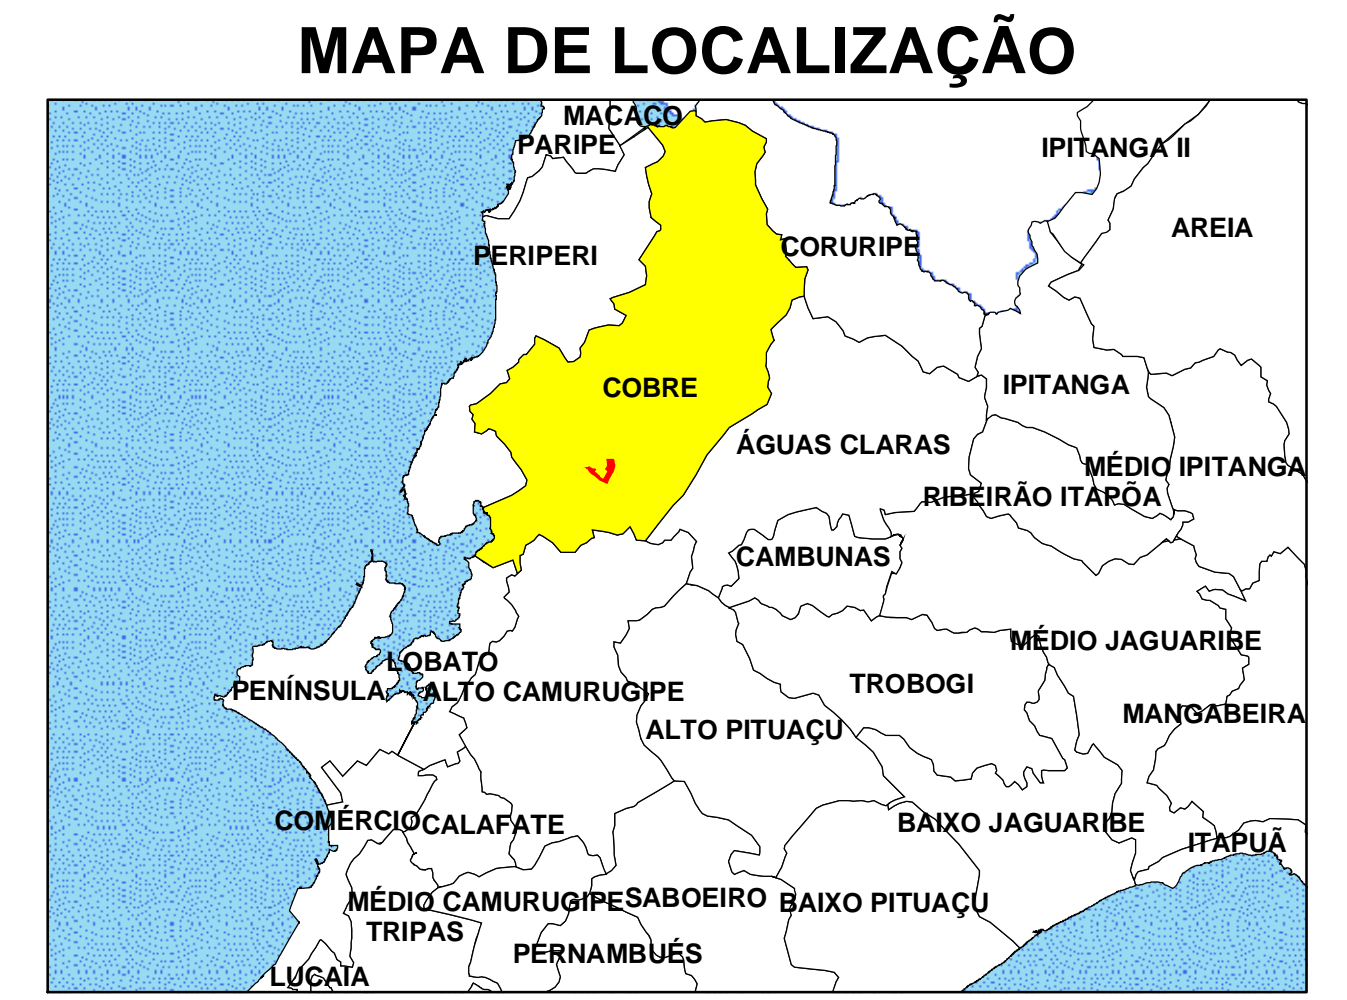 MAPA DE LOCALIZAÇÃO
MACACO
PARIPE
IPITANGA II
AREIA
PERIPERI
CORURIPE
COBRE
IPITANGA
ÁGUAS CLARAS
MÉDIO IPITANGA
RIBEIRÃO ITAPÕA
CAMBUNAS
MÉDIO JAGUARIBE
LOBATO
PENÍNSULA
ALTO CAMURUGIPE
TROBOGI
MANGABEIRA
ALTO PITUAÇU
COMÉRCIO
CALAFATE
BAIXO JAGUARIBE
ITAPUÃ
MÉDIO CAMURUGIPE
SABOEIRO
BAIXO PITUAÇU
TRIPAS
PERNAMBUÉS
LUCAIA